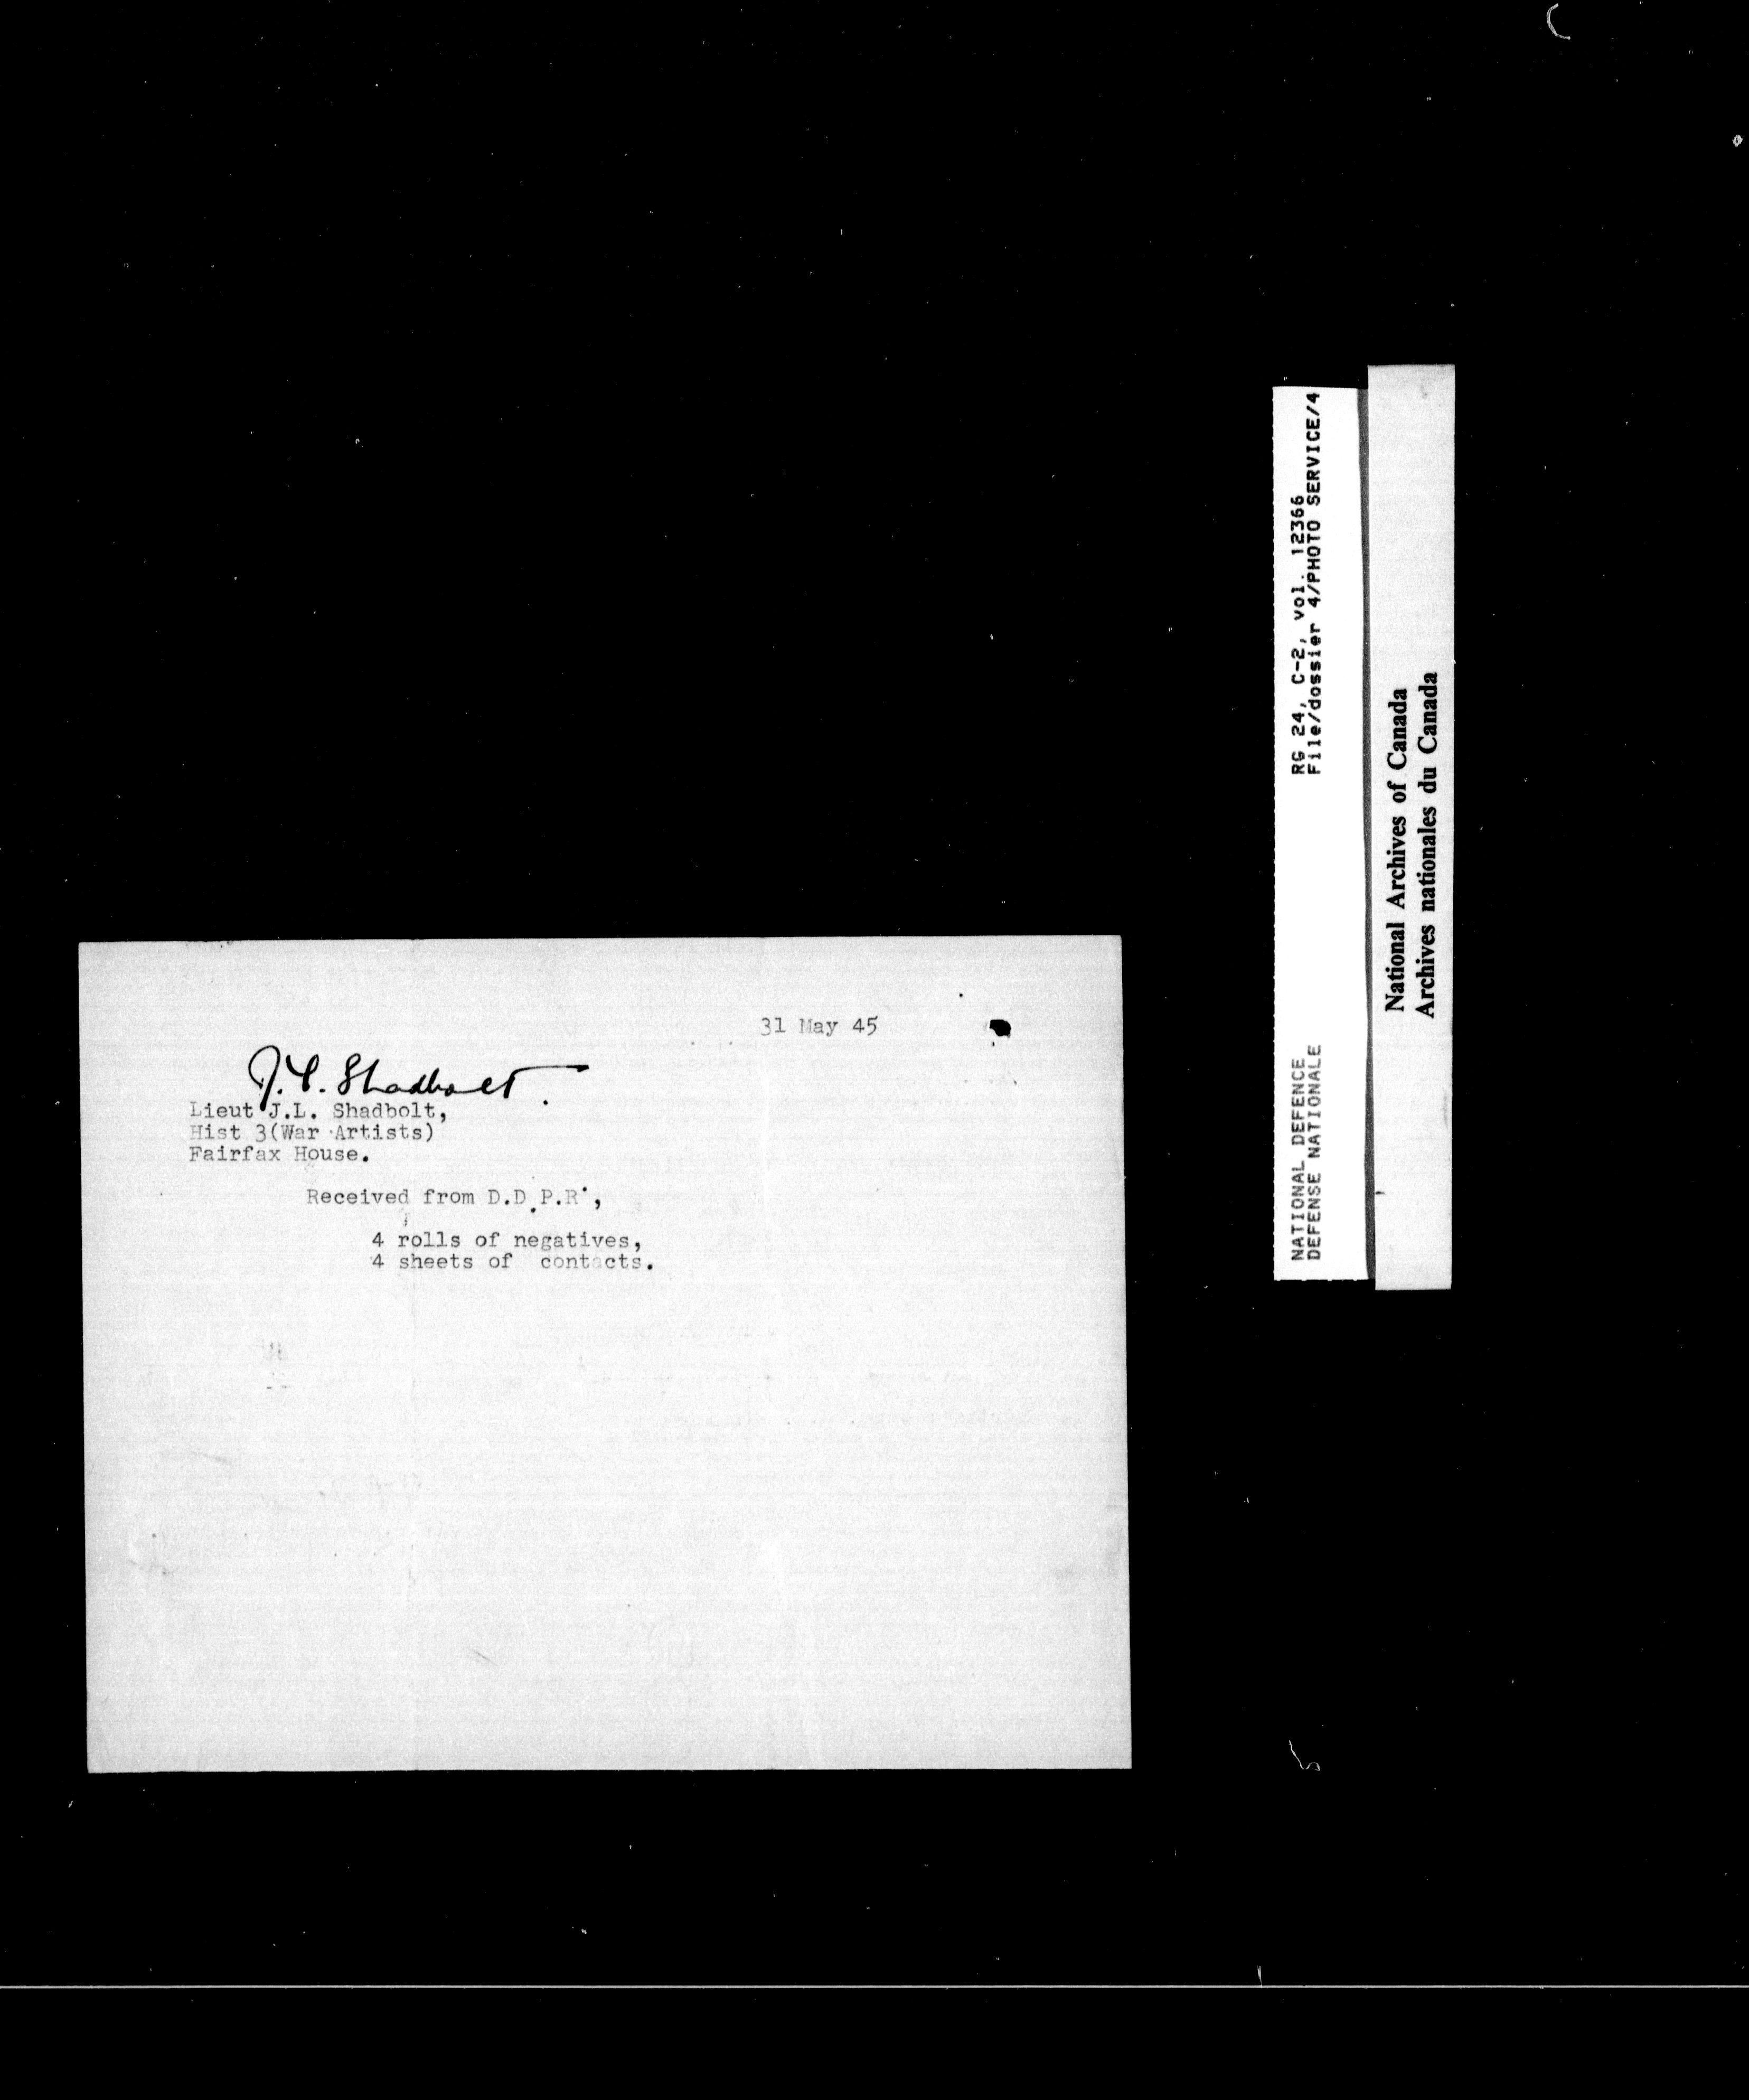 31 May 45
J.L. Shadbolt.
Lieut J.L. Shadbolt,
Hist 3(War Artists)
Fairfax House.
Received from D.D.P.R.,
4 rolls of negatives,
4 sheets of contacts.
NATIONAL DEFENCE
DEFENSE NATIONALE
RG 24, C-2, vol. 12366
File/dossier 4/PHOTO SERVICE/4
National Archives of Canada
Archives nationales du Canada